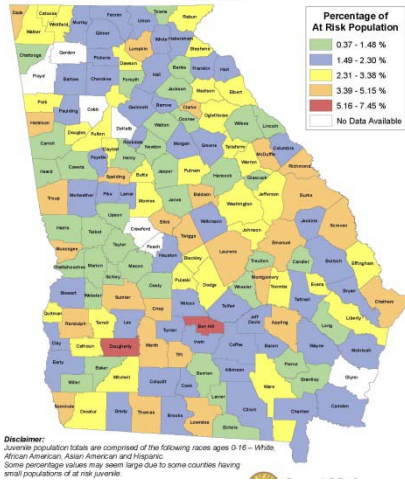 Percentage of
At Risk Population
0.37 - 1.48 %
1.49 - 2.30 %
2.31 - 3.38 %
3.39 - 5.15 %
5.16 - 7.45 %
No Data Available
Dade
Catoosa
Walker
Whitfield
Murray
Fannin
Gilmer
Union
Towns
Rabun
White
Habersham
Stephens
Chattooga
Gordon
Pickens
Dawson
Lumpkin
Hall
Banks
Franklin
Hart
Floyd
Bartow
Cherokee
Forsyth
Jackson
Madison
Elbert
Polk
Paulding
Cobb
Gwinnett
Barrow
Clarke
Oglethorpe
Wilkes
Lincoln
Haralson
Douglas
Fulton
DeKalb
Rockdale
Walton
Oconee
Morgan
Greene
Taliaferro
McDuffie
Columbia
Carroll
Clayton
Fayette
Henry
Newton
Jasper
Putnam
Hancock
Warren
Glascock
Richmond
Heard
Coweta
Spalding
Butts
Troup
Meriwether
Pike
Lamar
Monroe
Jones
Baldwin
Washington
Jefferson
Burke
Harris
Talbot
Upson
Crawford
Bibb
Twiggs
Wilkinson
Johnson
Jenkins
Screven
Muscogee
Taylor
Peach
Houston
Bleckley
Laurens
Emanuel
Treutlen
Candler
Bulloch
Effingham
Chattahoochee
Marion
Schley
Macon
Dooly
Pulaski
Dodge
Wheeler
Montgomery
Toombs
Tattnall
Evans
Bryan
Chatham
Stewart
Webster
Sumter
Crisp
Wilcox
Telfair
Jeff Davis
Appling
Long
Liberty
Quitman
Randolph
Terrell
Lee
Turner
Ben Hill
Irwin
Coffee
Bacon
Wayne
McIntosh
Clay
Calhoun
Dougherty
Worth
Tift
Early
Baker
Mitchell
Colquitt
Cook
Berrien
Atkinson
Pierce
Brantley
Glynn
Miller
Lanier
Ware
Clinch
Charlton
Camden
Seminole
Decatur
Grady
Thomas
Brooks
Lowndes
Echols
Disclaimer:
Juvenile population totals are comprised of the following races ages 0-16 – White,
African American, Asian American and Hispanic.
Some percentage values may seem large due to some counties having
small populations of at risk juvenile.